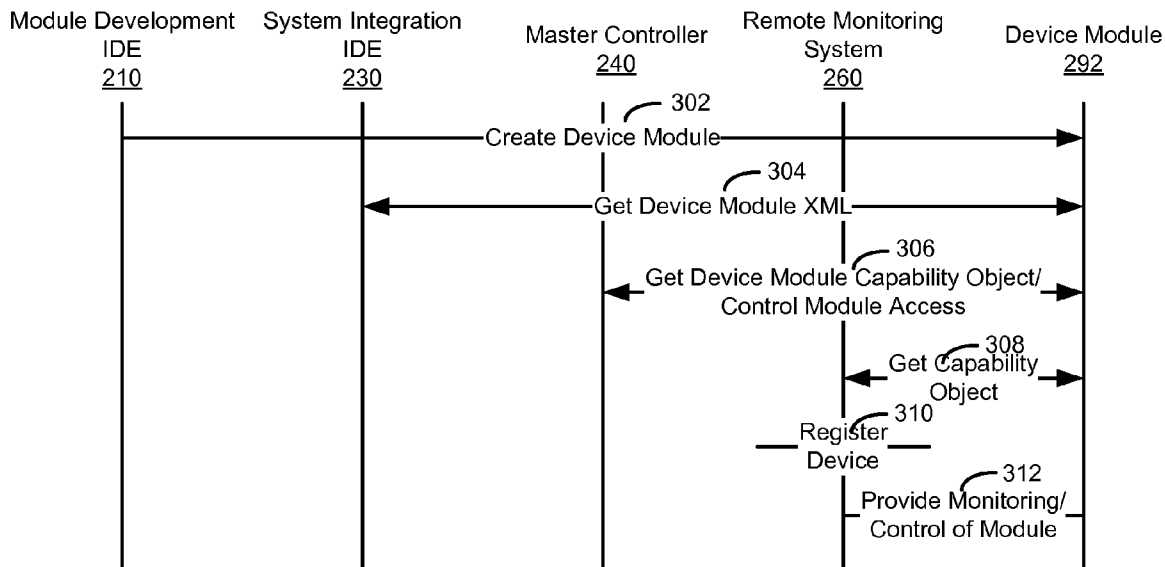 Module Development
IDE
210
System Integration
IDE
230
Master Controller
240
Remote Monitoring
System
260
Device Module
292
302
Create Device Module
304
Get Device Module XML
306
Get Device Module Capability Object/
Control Module Access
308
Get Capability
Object
310
Register
Device
312
Provide Monitoring/
Control of Module